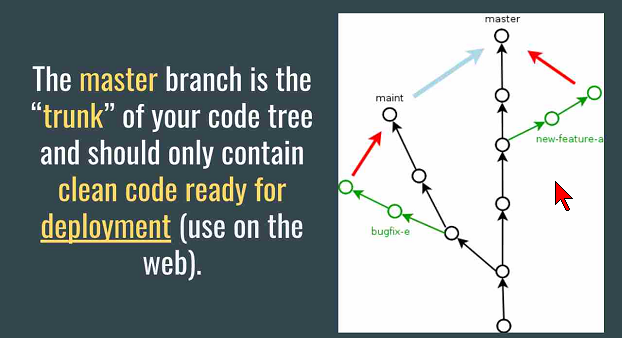 The master branch is the
“trunk” of your code tree
and should only contain
clean code ready for
deployment (use on the
web).
master
maint
new-feature-a
bugfix-e